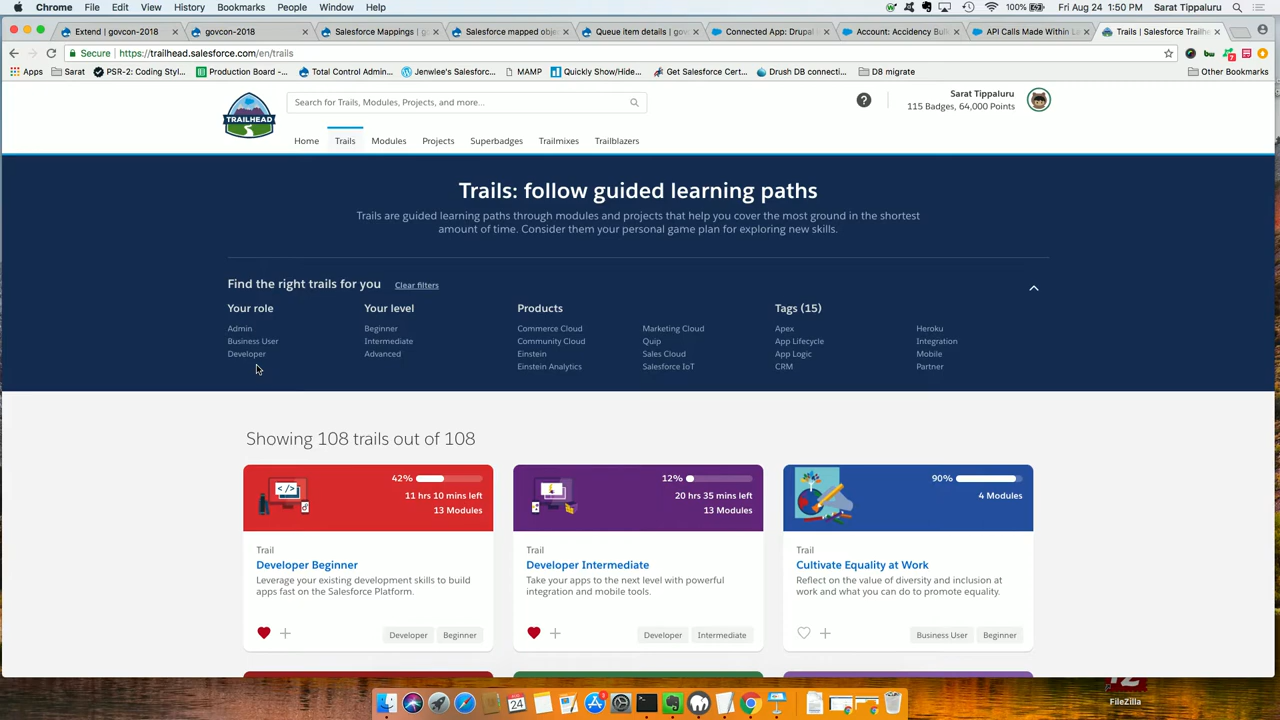 Chrome File Edit View History Bookmarks People Window Help
100% Fri Aug 24 1:50 PM Sarat Tippaluru
Extend | govcon-2018
govcon-2018
Salesforce Mappings | go
Salesforce mapped obje
Queue item details | govc
Connected App: Drupal
Account: Accidency Bull
API Calls Made Within La
Trails | Salesforce Trailhe
Secure https://trailhead.salesforce.com/en/trails
Apps Sarat PSR-2: Coding Styl... Production Board -... Total Control Admin... Jenwlee's Salesforc... MAMP Quickly Show/Hide... Get Salesforce Cert... Drush DB connecti... D8 migrate Other Bookmarks
TRAILHEAD
Search for Trails, Modules, Projects, and more...
Sarat Tippaluru
115 Badges, 64,000 Points
Home Trails Modules Projects Superbadges Trailmixes Trailblazers
Trails: follow guided learning paths
Trails are guided learning paths through modules and projects that help you cover the most ground in the shortest
amount of time. Consider them your personal game plan for exploring new skills.
Find the right trails for you Clear filters
Your role
Admin
Business User
Developer
Your level
Beginner
Intermediate
Advanced
Products
Commerce Cloud
Community Cloud
Einstein
Einstein Analytics
Marketing Cloud
Quip
Sales Cloud
Salesforce IoT
Tags (15)
Apex
App Lifecycle
App Logic
CRM
Heroku
Integration
Mobile
Partner
Showing 108 trails out of 108
42%
11 hrs 10 mins left
13 Modules
Trail
Developer Beginner
Leverage your existing development skills to build
apps fast on the Salesforce Platform.
Developer Beginner
12%
20 hrs 35 mins left
13 Modules
Trail
Developer Intermediate
Take your apps to the next level with powerful
integration and mobile tools.
Developer Intermediate
90%
4 Modules
Trail
Cultivate Equality at Work
Reflect on the value of diversity and inclusion at
work and what you can do to promote equality.
Business User Beginner
24
FileZilla